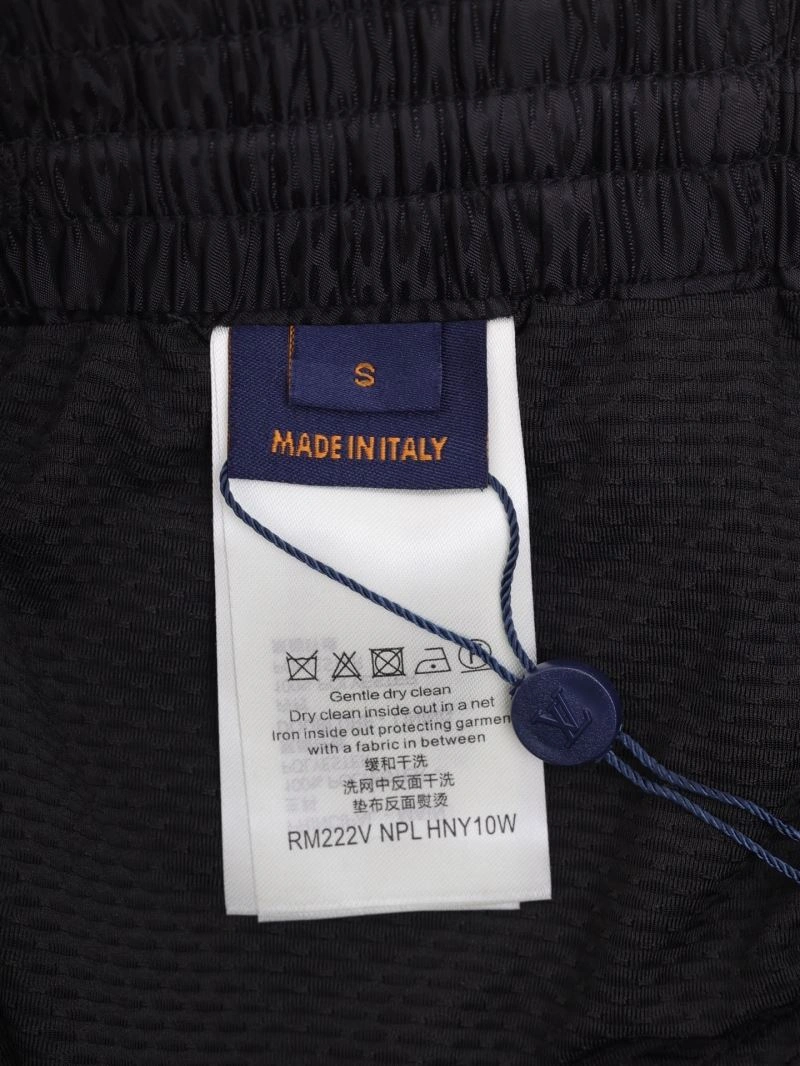 S
MADE IN ITALY
P
Gentle dry clean
Dry clean inside out in a net
Iron inside out protecting garmen
with a fabric in between
缓和干洗
洗网中反面干洗
垫布反面熨烫
RM222V NPL HNY10W
LV